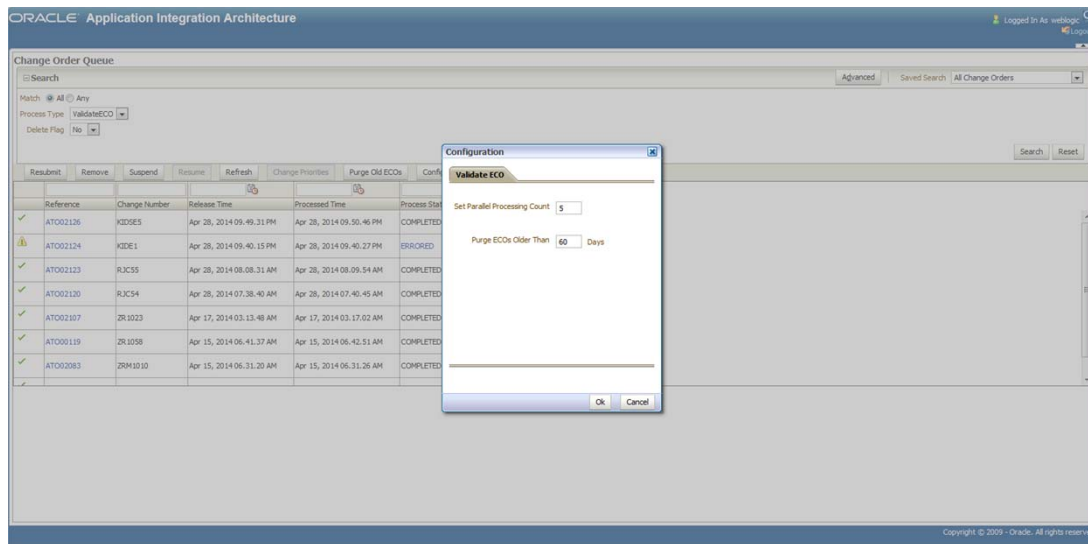 ORACLE Application Integration Architecture
Logged In As weblogic
Change Order Queue
Search
Advanced
Saved Search All Change Orders
Match All Any
Process Type ValidateECO
Delete Flag No
Search Reset
Resubmit Remove Suspend Resume Refresh Change Priorities Purge Old ECOs
Reference Change Number Release Time Processed Time Process
ATO02126 KIDSE5 Apr 28, 2014 09.49.31 PM Apr 28, 2014 09.50.46 PM COMPLETED
ATO02124 KIDE1 Apr 28, 2014 09.40.15 PM Apr 28, 2014 09.40.27 PM ERRORED
ATO02123 RJC55 Apr 28, 2014 08.08.31 AM Apr 28, 2014 08.09.54 AM COMPLETED
ATO02120 RJC54 Apr 28, 2014 07.38.40 AM Apr 28, 2014 07.40.45 AM COMPLETED
ATO02107 ZR1023 Apr 17, 2014 03.13.48 AM Apr 17, 2014 03.17.02 AM COMPLETED
ATO00119 ZR1058 Apr 15, 2014 06.41.37 AM Apr 15, 2014 06.42.51 AM COMPLETED
ATO02083 ZRM1010 Apr 15, 2014 06.31.20 AM Apr 15, 2014 06.31.26 AM COMPLETED
Configuration
Validate ECO
Set Parallel Processing Count 5
Purge ECOs Older Than 60 Days
Ok Cancel
Copyright © 2009 - Oracle. All rights